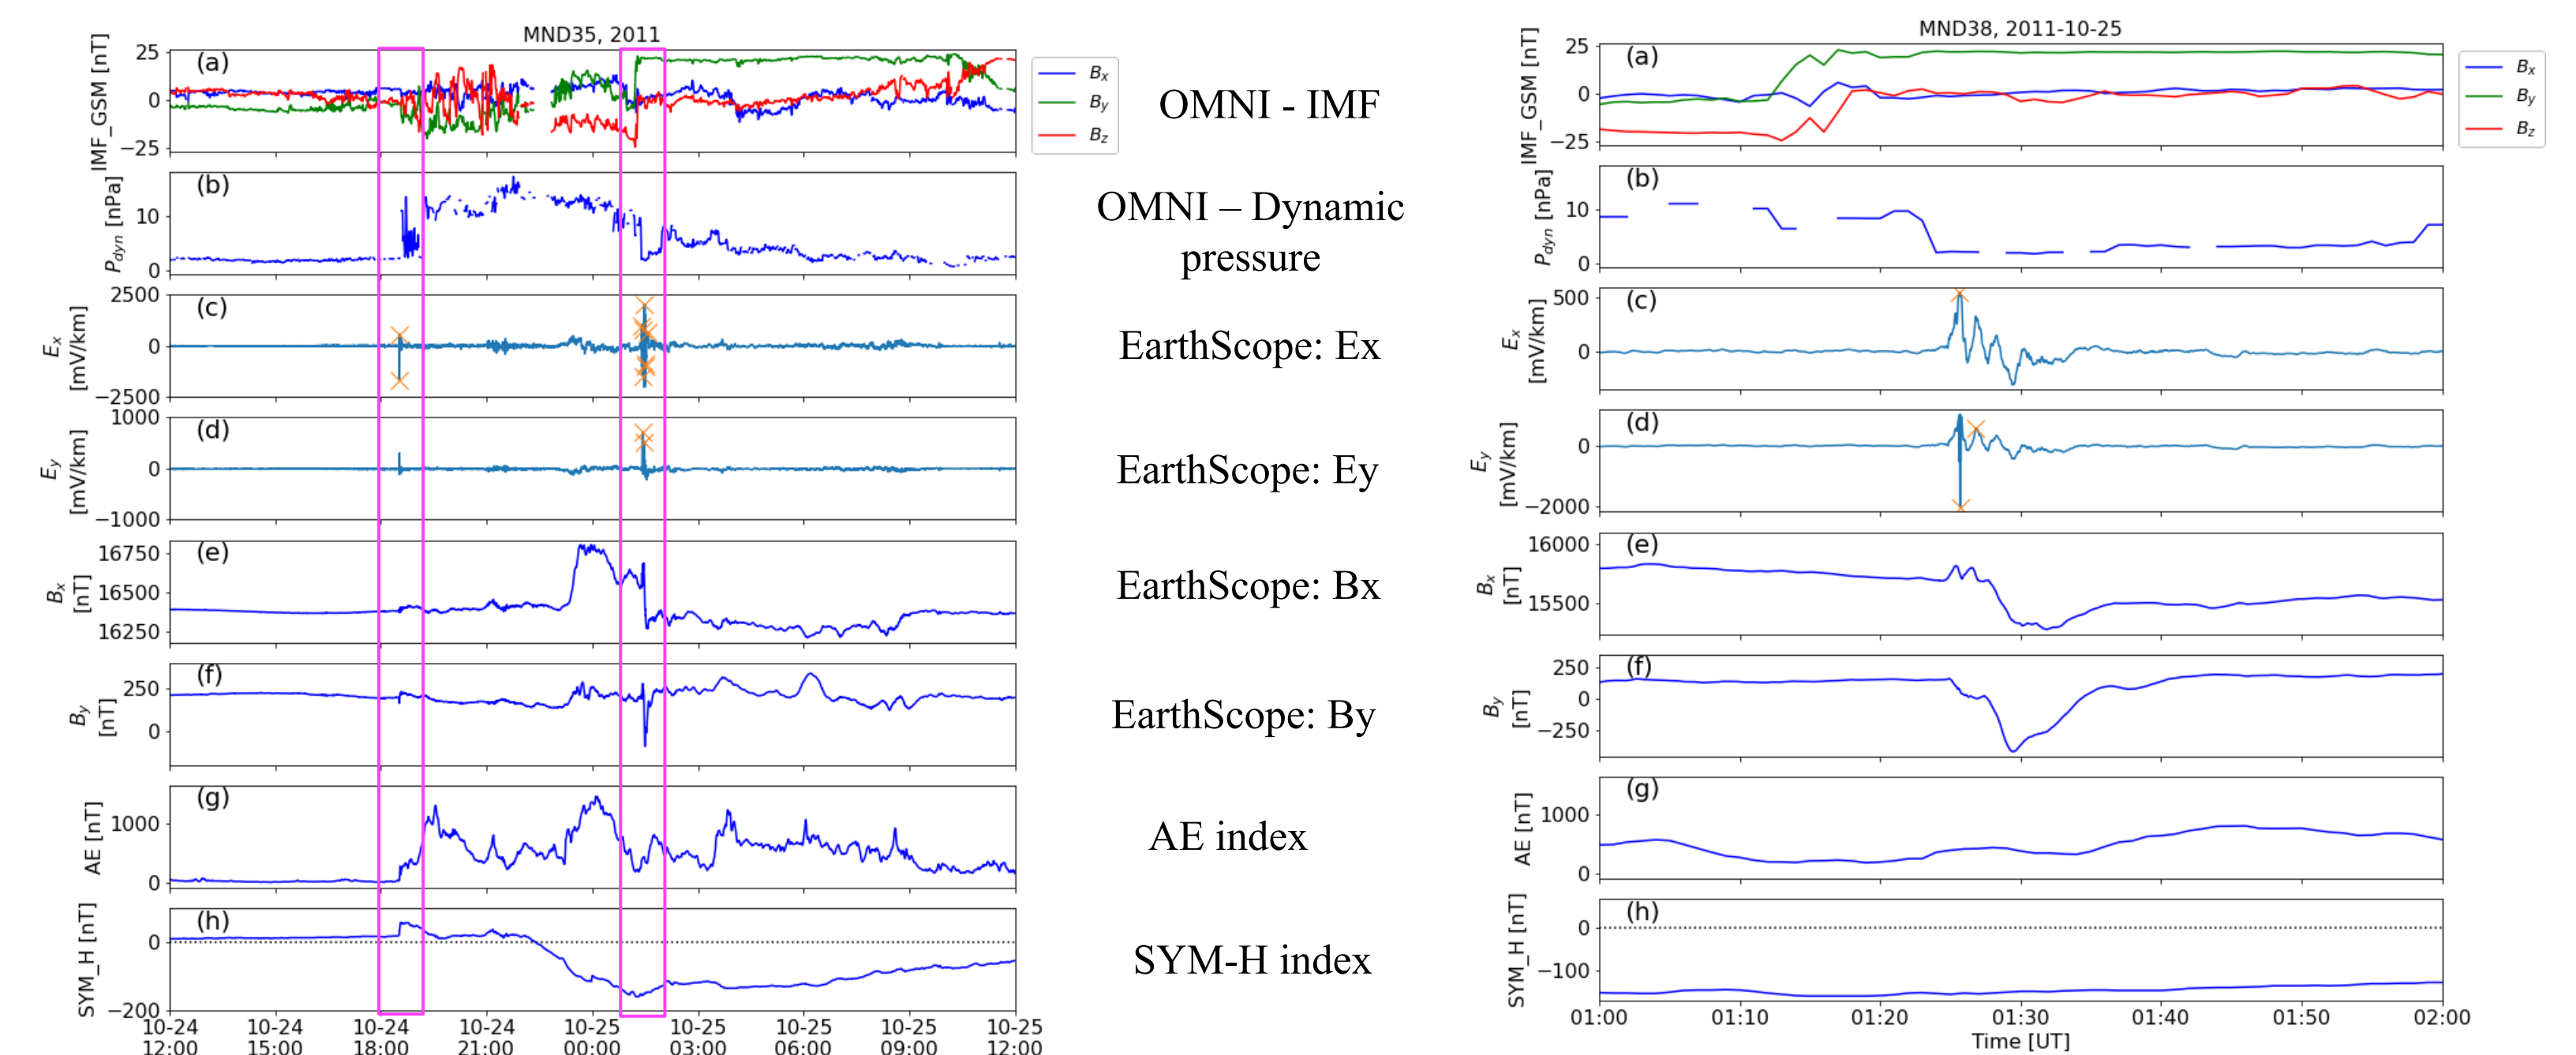 MND35, 2011
IMF_GSM [nT]
25
0
−25
(a)
Bx
By
Bz
OMNI - IMF
Pdyn [nPa]
10
0
(b)
OMNI – Dynamic
pressure
Ex
[mV/km]
2500
0
−2500
(c)
EarthScope: Ex
Ey
[mV/km]
1000
0
−1000
(d)
EarthScope: Ey
Bx
[nT]
16750
16500
16250
(e)
EarthScope: Bx
By
[nT]
250
0
(f)
EarthScope: By
AE [nT]
1000
0
(g)
AE index
SYM_H [nT]
0
−200
(h)
SYM-H index
10-24 10-24 10-24 10-24 10-25 10-25 10-25 10-25 10-25
12:00 15:00 18:00 21:00 00:00 03:00 06:00 09:00 12:00
MND38, 2011-10-25
IMF_GSM [nT]
25
0
−25
(a)
Bx
By
Bz
Pdyn [nPa]
10
0
(b)
Ex
[mV/km]
500
0
(c)
Ey
[mV/km]
0
−2000
(d)
Bx
[nT]
16000
15500
(e)
By
[nT]
250
0
−250
(f)
AE [nT]
1000
0
(g)
SYM_H [nT]
0
−100
(h)
01:00 01:10 01:20 01:30 01:40 01:50 02:00
Time [UT]